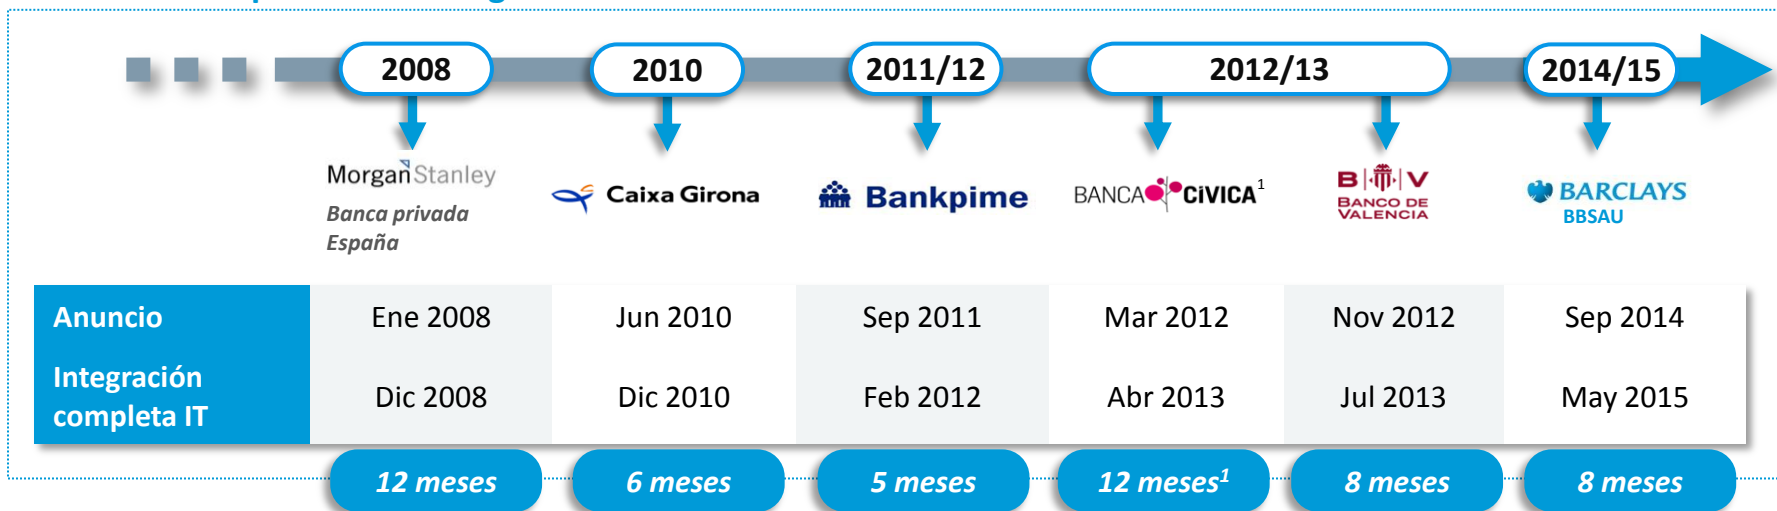 2008
2010
2011/12
2012/13
2014/15
Morgan Stanley
Banca privada
España
Caixa Girona
Bankpime
BANCA CíVICA1
B V
BANCO DE
VALENCIA
BARCLAYS
BBSAU
Anuncio
Ene 2008
Jun 2010
Sep 2011
Mar 2012
Nov 2012
Sep 2014
Integración
completa IT
Dic 2008
Dic 2010
Feb 2012
Abr 2013
Jul 2013
May 2015
12 meses
6 meses
5 meses
12 meses1
8 meses
8 meses